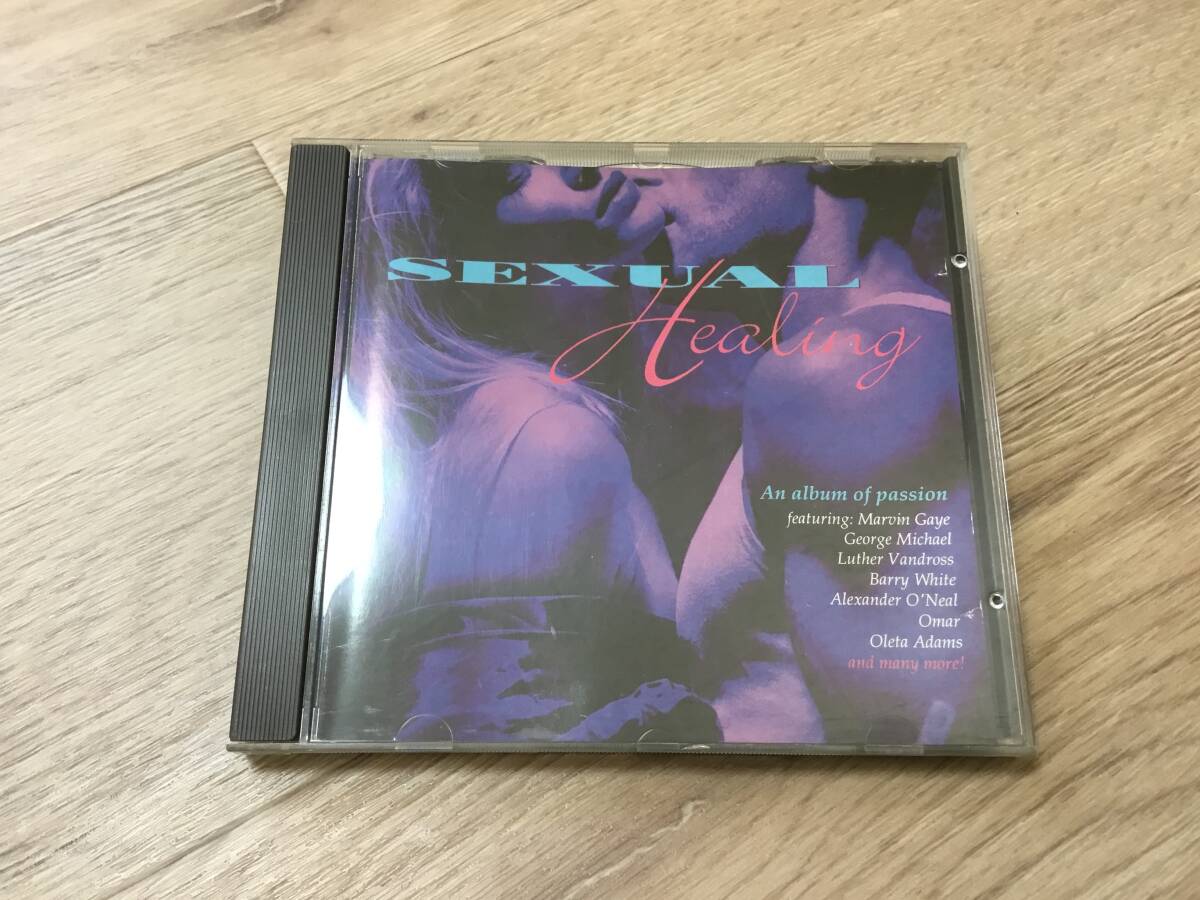 SEXUAL
Healing
An album of passion
featuring: Marvin Gaye
George Michael
Luther Vandross
Barry White
Alexander O'Neal
Omar
Oleta Adams
and many more!